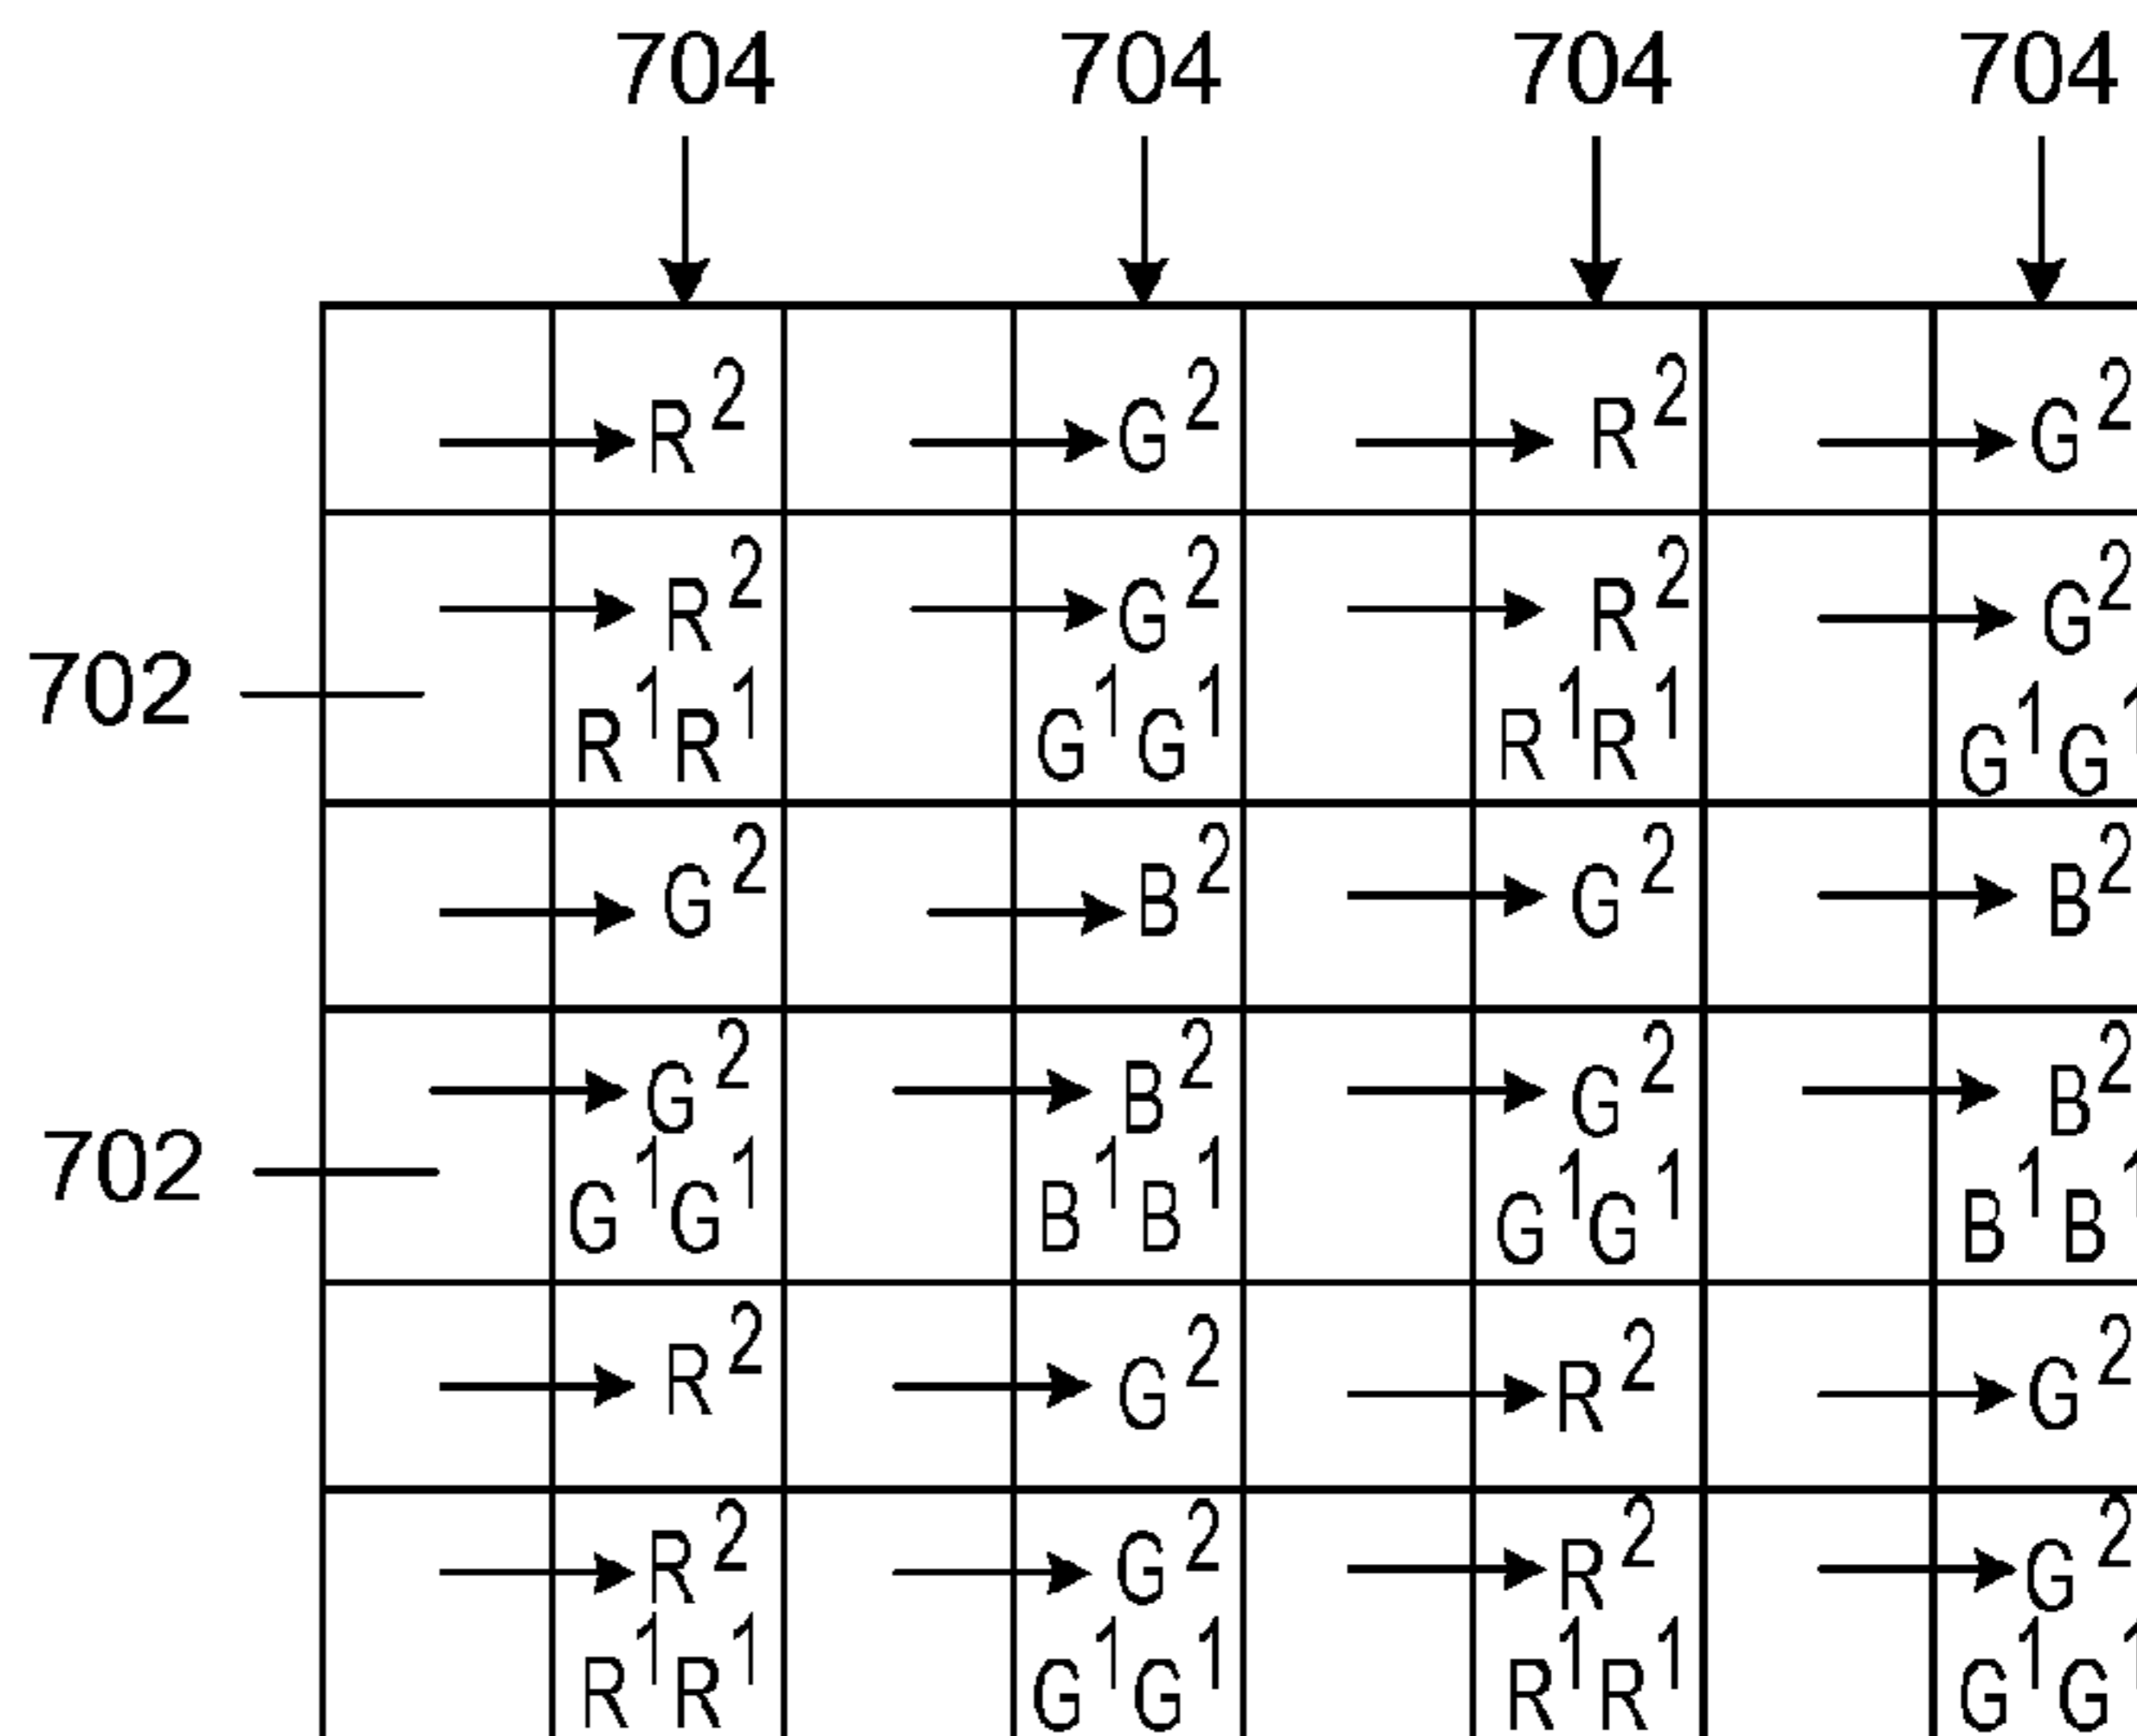 704 704 704 704
R² G² R² G²
R² G² R² G²
702
R¹R¹ G¹G¹ R¹R¹ G¹G¹
G² B² G² B²
G² B² G² B²
702
G¹G¹ B¹B¹ G¹G¹ B¹B¹
R² G² R² G²
R² G² R² G²
R¹R¹ G¹G¹ R¹R¹ G¹G¹